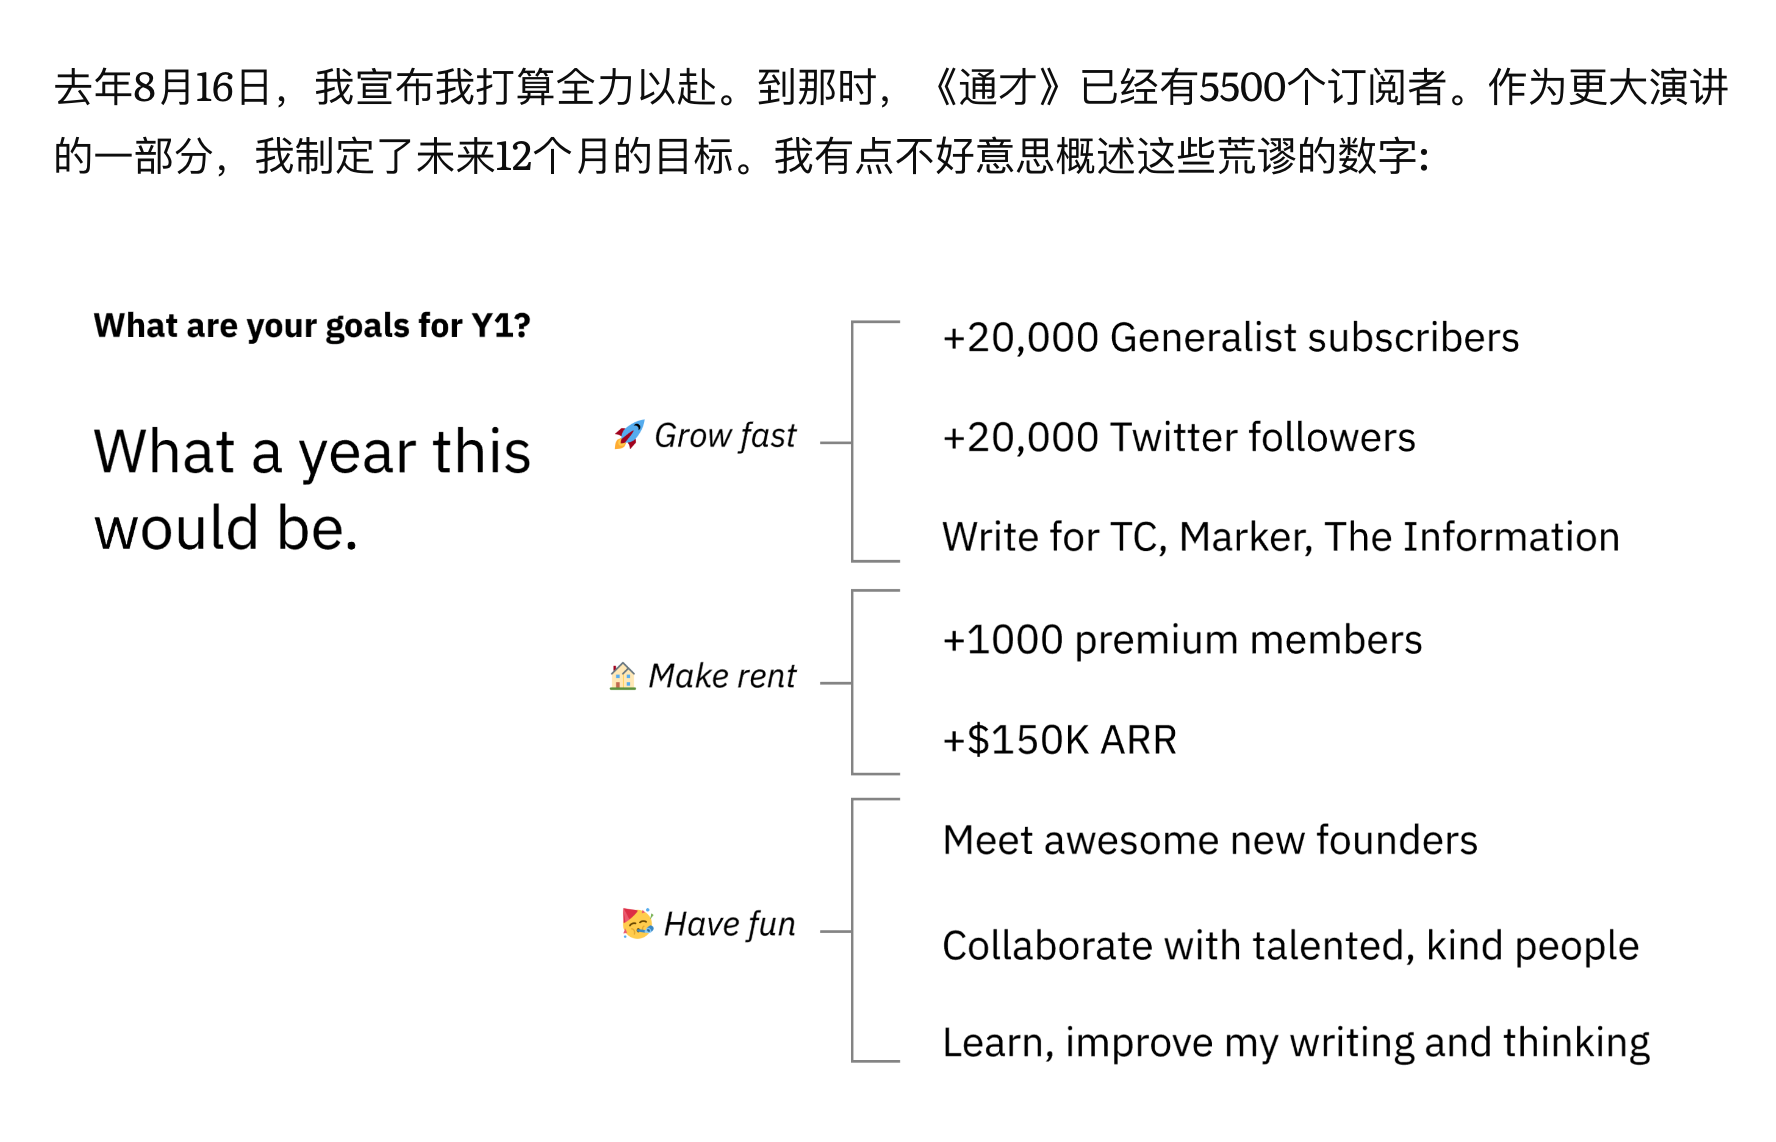 去年8月16日，我宣布我打算全力以赴。到那时，《通才》已经有5500个订阅者。作为更大演讲
的一部分，我制定了未来12个月的目标。我有点不好意思概述这些荒谬的数字:
What are your goals for Y1?
What a year this
would be.
🚀 Grow fast
+20,000 Generalist subscribers
+20,000 Twitter followers
Write for TC, Marker, The Information
🏠 Make rent
+1000 premium members
+$150K ARR
🥳 Have fun
Meet awesome new founders
Collaborate with talented, kind people
Learn, improve my writing and thinking